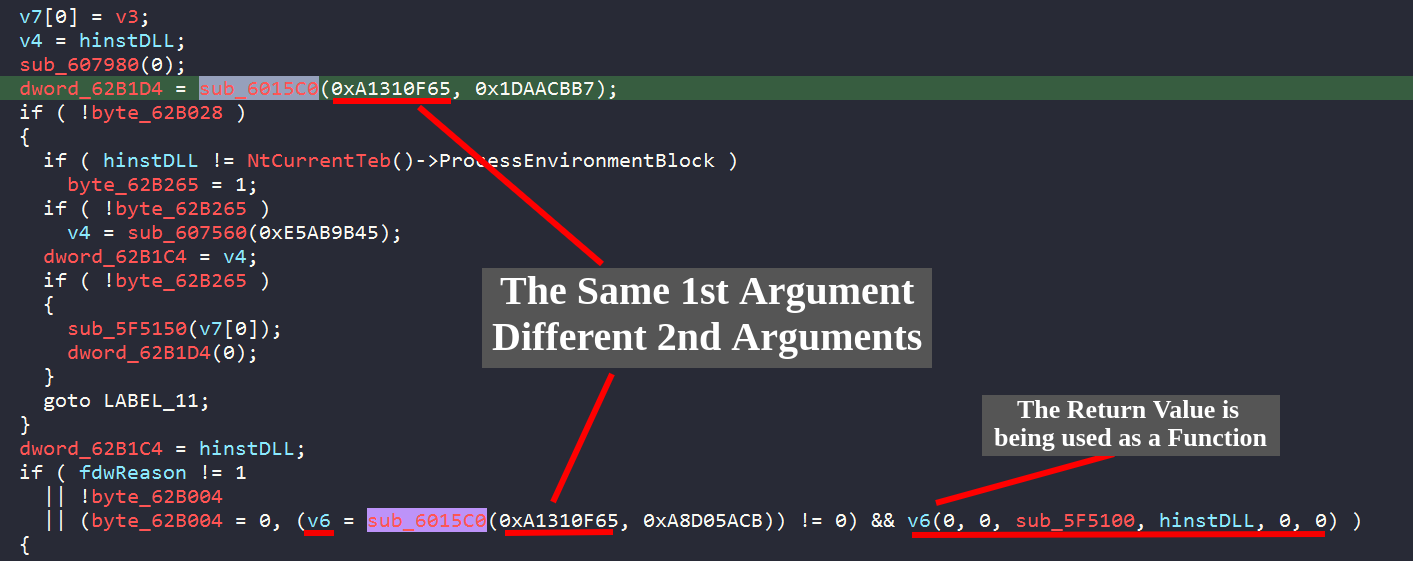 v7[0] = v3;
v4 = hinstDLL;
sub_607980(0);
dword_62B1D4 = sub_6015C0(0xA1310F65, 0x1DAACBB7);
if ( !byte_62B028 )
{
if ( hinstDLL != NtCurrentTeb()->ProcessEnvironmentBlock )
byte_62B265 = 1;
if ( !byte_62B265 )
v4 = sub_607560(0xE5AB9B45);
dword_62B1C4 = v4;
if ( !byte_62B265 )
{
sub_5F5150(v7[0]);
dword_62B1D4(0);
}
goto LABEL_11;
}
The Same 1st Argument
Different 2nd Arguments
The Return Value is
being used as a Function
dword_62B1C4 = hinstDLL;
if ( fdwReason != 1
|| !byte_62B004
|| (byte_62B004 = 0, (v6 = sub_6015C0(0xA1310F65, 0xA8D05ACB)) != 0) && v6(0, 0, sub_5F5100, hinstDLL, 0, 0) )
{